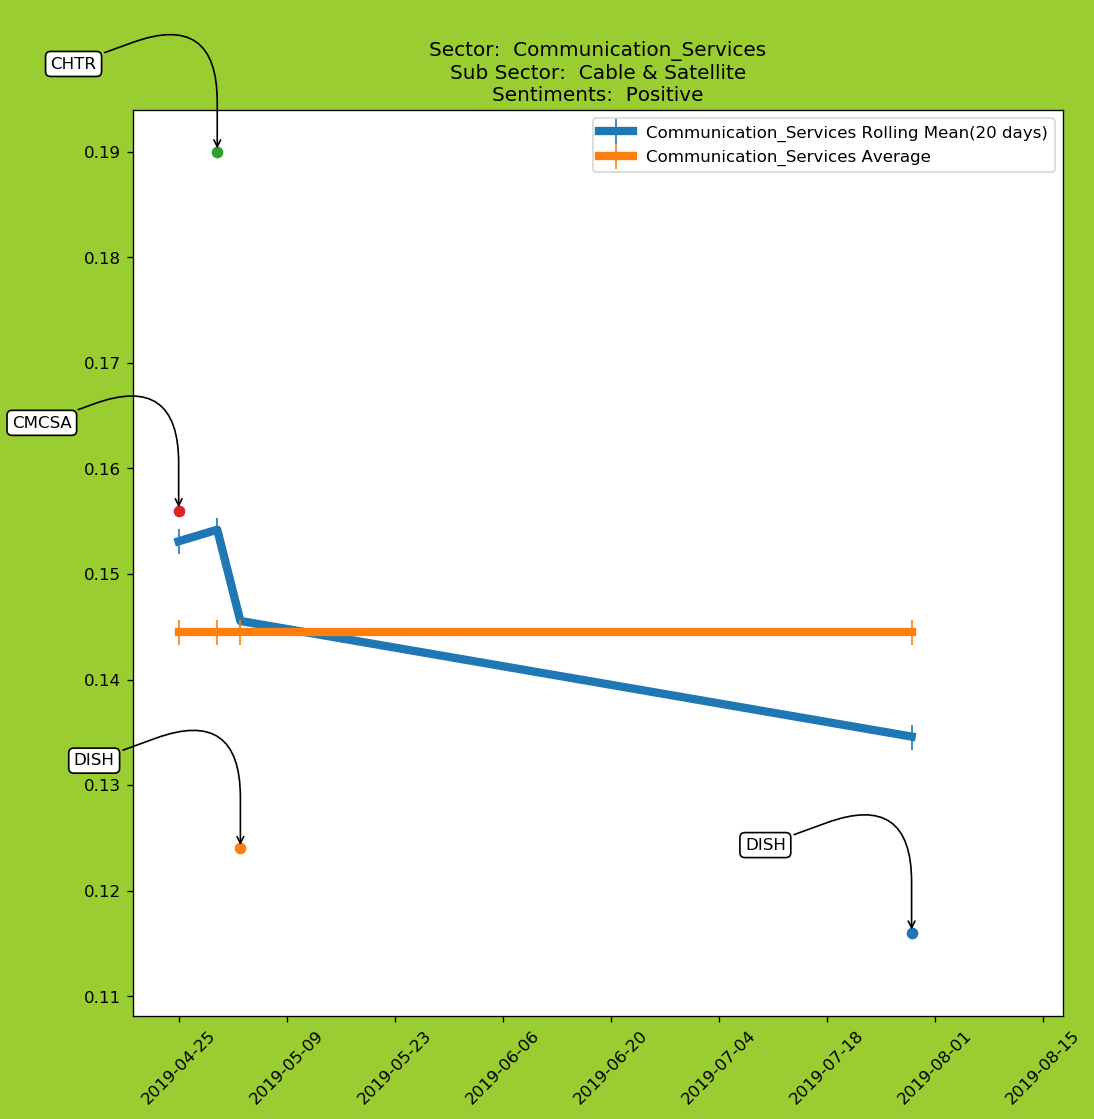 CHTR
Sector:  Communication_Services
Sub Sector:  Cable & Satellite
Sentiments:  Positive
Communication_Services Rolling Mean(20 days)
Communication_Services Average
0.19
0.18
0.17
CMCSA
0.16
0.15
0.14
DISH
0.13
DISH
0.12
0.11
2019-04-25
2019-05-09
2019-05-23
2019-06-06
2019-06-20
2019-07-04
2019-07-18
2019-08-01
2019-08-15